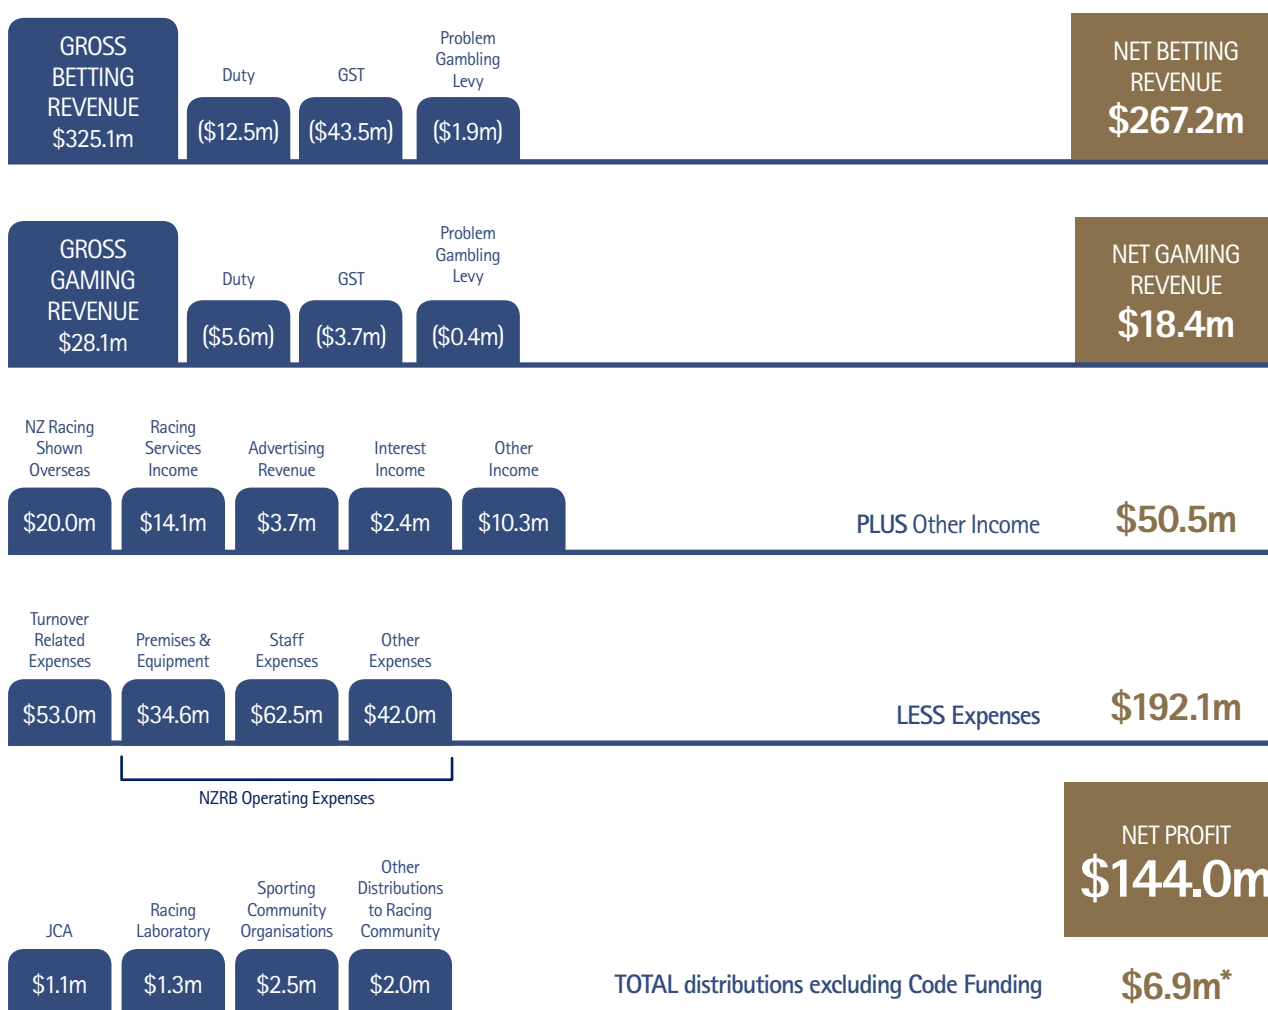 GROSS
BETTING
REVENUE
$325.1m
Duty
($12.5m)
GST
($43.5m)
Problem
Gambling
Levy
($1.9m)
NET BETTING
REVENUE
$267.2m
GROSS
GAMING
REVENUE
$28.1m
Duty
($5.6m)
GST
($3.7m)
Problem
Gambling
Levy
($0.4m)
NET GAMING
REVENUE
$18.4m
NZ Racing
Shown
Overseas
$20.0m
Racing
Services
Income
$14.1m
Advertising
Revenue
$3.7m
Interest
Income
$2.4m
Other
Income
$10.3m
PLUS Other Income
$50.5m
Turnover
Related
Expenses
$53.0m
Premises &
Equipment
$34.6m
Staff
Expenses
$62.5m
Other
Expenses
$42.0m
LESS Expenses
$192.1m
NZRB Operating Expenses
NET PROFIT
$144.0m
JCA
$1.1m
Racing
Laboratory
$1.3m
Sporting
Community
Organisations
$2.5m
Other
Distributions
to Racing
Community
$2.0m
TOTAL distributions excluding Code Funding
$6.9m*